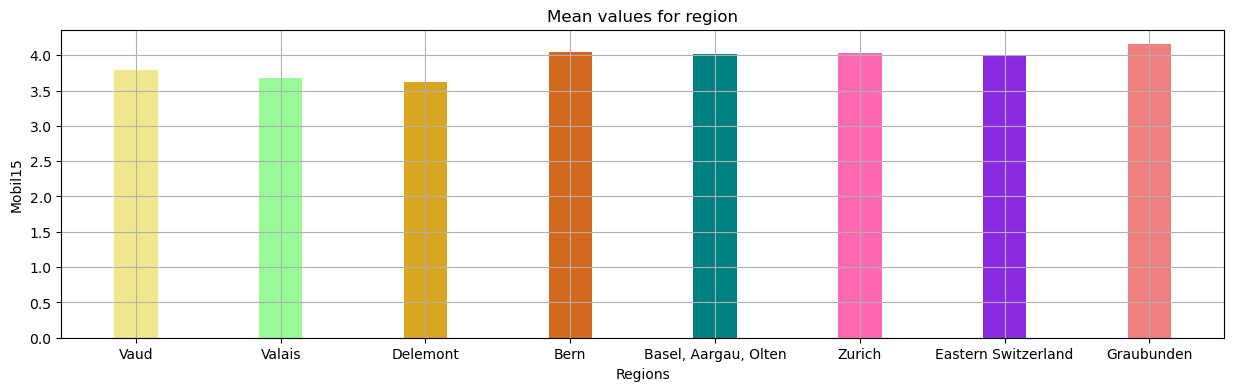 Mean values for region
Mobil15
4.0
3.5
3.0
2.5
2.0
1.5
1.0
0.5
0.0
Vaud Valais Delemont Bern Basel, Aargau, Olten Zurich Eastern Switzerland Graubunden
Regions